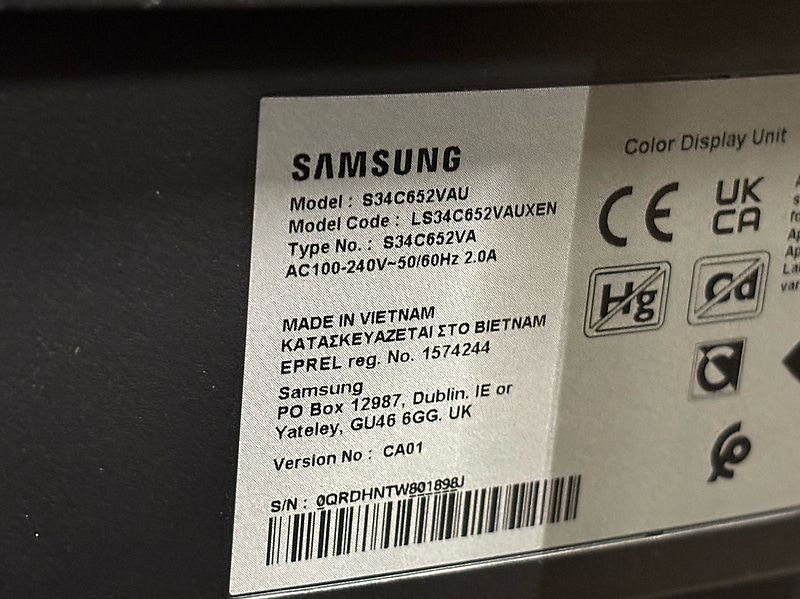 SAMSUNG
Model : S34C652VAU
Model Code : LS34C652VAUXEN
Type No. : S34C652VA
AC100-240V~50/60Hz 2.0A
MADE IN VIETNAM
ΚΑΤΑΣΚΕΥΑΖΕΤΑΙ ΣΤΟ ΒΙΕΤΝΑΜ
EPREL reg. No. 1574244
Samsung
PO Box 12987, Dublin. IE or
Yateley, GU46 6GG. UK
Version No : CA01
S/N : 0QRDHNTW801898J
Color Display Unit
CE
UK
CA
Hg
Cd